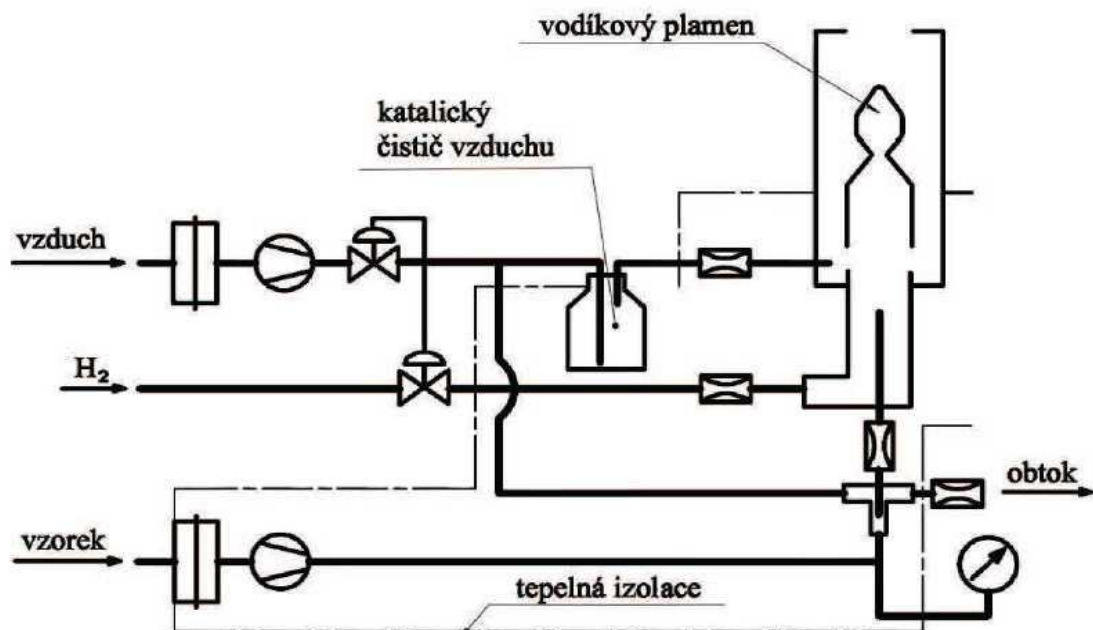 vodíkový plamen
katalický
čistič vzduchu
vzduch
H₂
obtok
vzorek
tepelná izolace